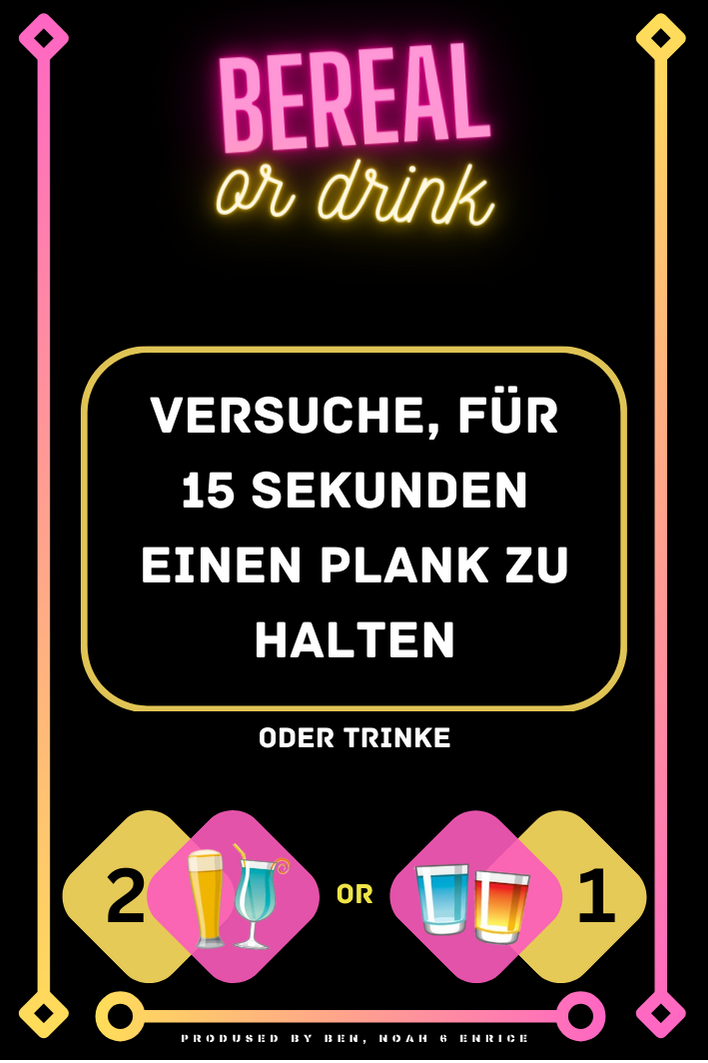 BEREAL
or drink
VERSUCHE, FÜR
15 SEKUNDEN
EINEN PLANK ZU
HALTEN
ODER TRINKE
2 OR 1
PRODUSED BY BEN, NOAH & ENRICE